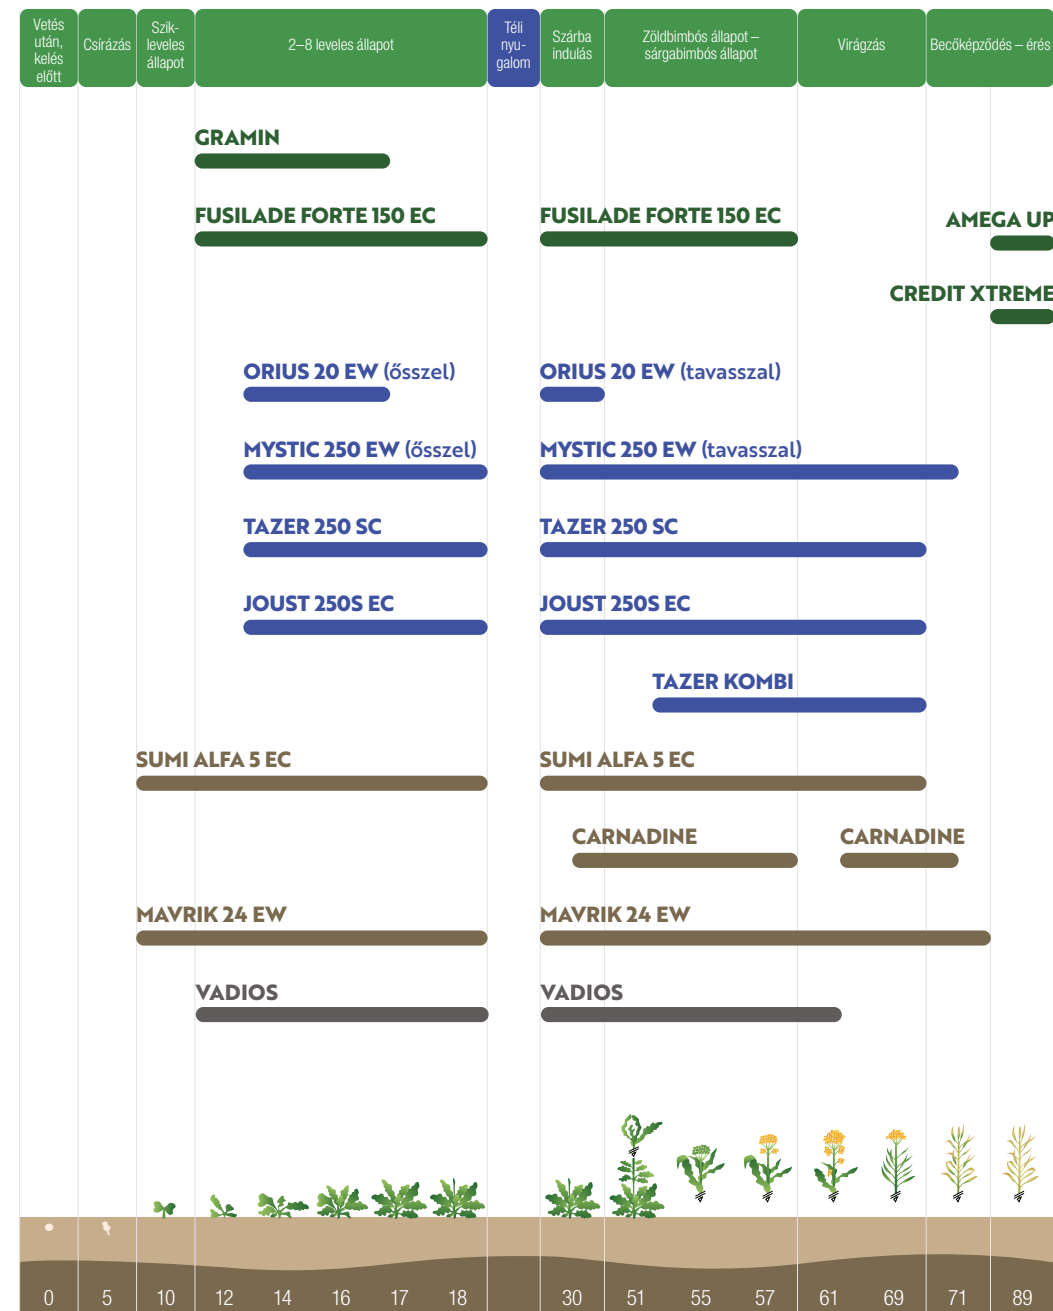 Vetés
után,
kelés
előtt
Csírázás
Szik-
leveles
állapot
2–8 leveles állapot
Téli
nyu-
galom
Szárba
indulás
Zöldbimbós állapot –
sárgabimbós állapot
Virágzás
Becőképződés – érés
GRAMIN
FUSILADE FORTE 150 EC
FUSILADE FORTE 150 EC
AMEGA UP
CREDIT XTREME
ORIUS 20 EW (ősszel)
ORIUS 20 EW (tavasszal)
MYSTIC 250 EW (ősszel)
MYSTIC 250 EW (tavasszal)
TAZER 250 SC
TAZER 250 SC
JOUST 250S EC
JOUST 250S EC
TAZER KOMBI
SUMI ALFA 5 EC
SUMI ALFA 5 EC
CARNADINE
CARNADINE
MAVRIK 24 EW
MAVRIK 24 EW
VADIOS
VADIOS
0 5 10 12 14 16 17 18 30 51 55 57 61 69 71 89